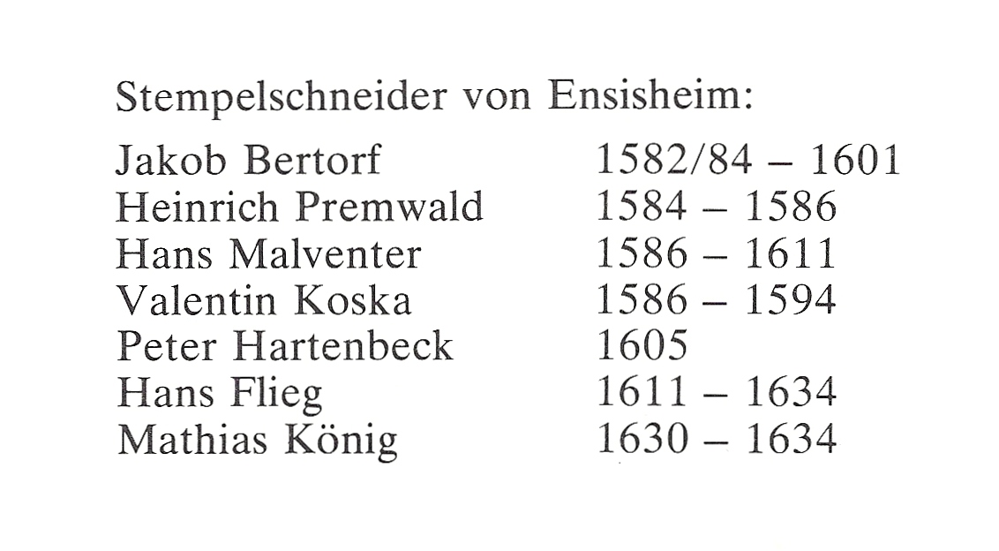 Stempelschneider von Ensisheim:
Jakob Bertorf 1582/84 – 1601
Heinrich Premwald 1584 – 1586
Hans Malventer 1586 – 1611
Valentin Koska 1586 – 1594
Peter Hartenbeck 1605
Hans Flieg 1611 – 1634
Mathias König 1630 – 1634